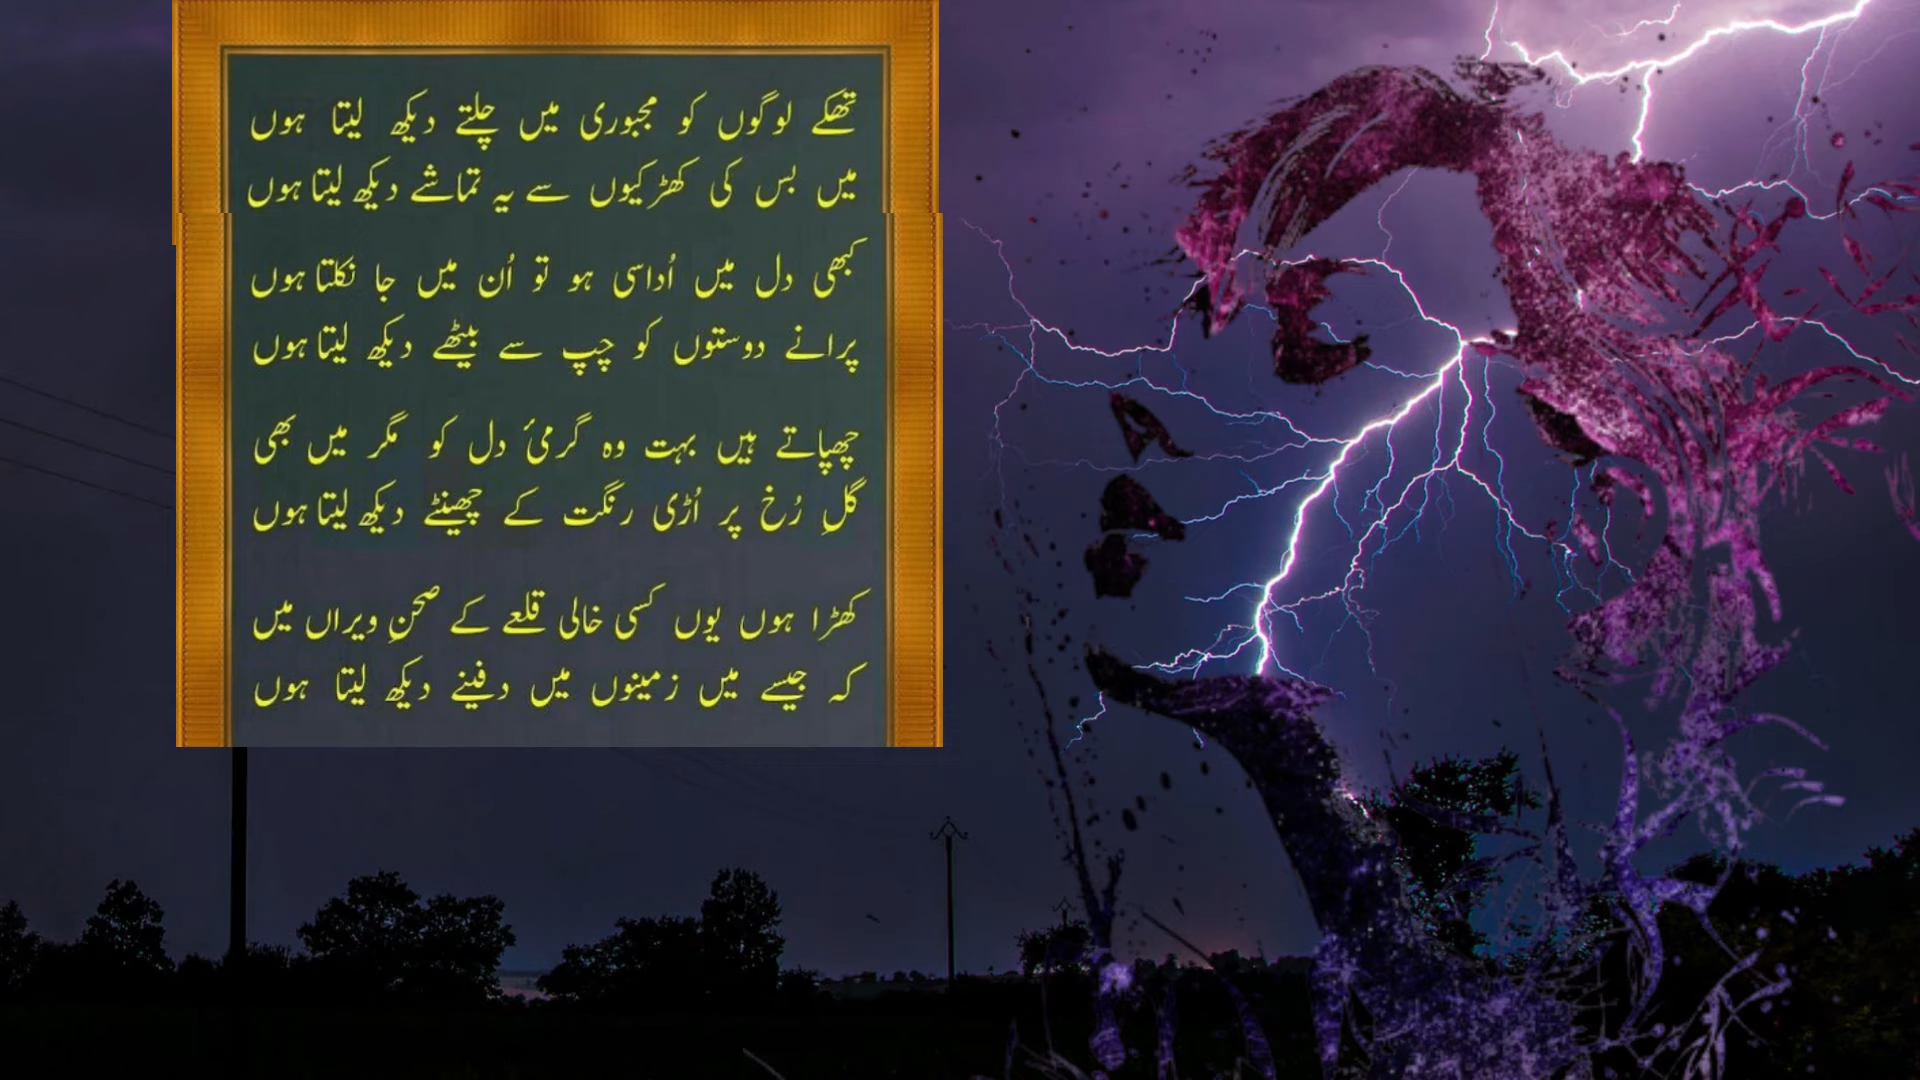 تھکے لوگوں کو مجبوری میں چلتے دیکھ لیتا ہوں
میں بس کی کھڑکیوں سے یہ تماشے دیکھ لیتا ہوں
کبھی دل میں اُداسی ہو تو اُن میں جا نکلتا ہوں
پرانے دوستوں کو چپ سے بیٹھے دیکھ لیتا ہوں
چھپاتے ہیں بہت وہ گرمیٔ دل کو مگر میں بھی
گلِ رُخ پر اُڑی رنگت کے چھینٹے دیکھ لیتا ہوں
کھڑا ہوں یوں کسی خالی قلعے کے صحنِ ویراں میں
کہ جیسے میں زمینوں میں دفینے دیکھ لیتا ہوں